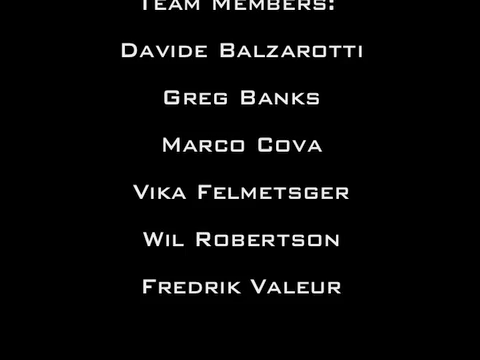 Team Members:
Davide Balzarotti
Greg Banks
Marco Cova
Vika Felmetsger
Wil Robertson
Fredrik Valeur